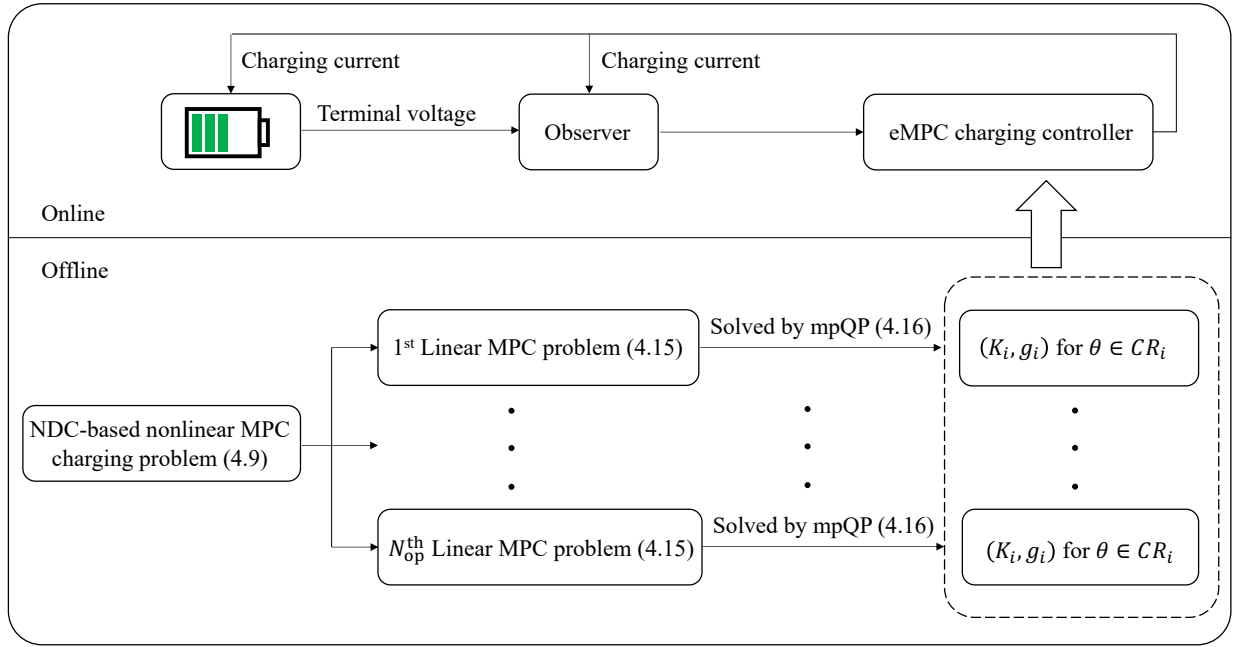 Charging current
Charging current
Terminal voltage
Observer
eMPC charging controller
Online
Offline
1st Linear MPC problem (4.15)
Solved by mpQP (4.16)
(K_i, g_i) for θ ∈ CR_i
NDC-based nonlinear MPC
charging problem (4.9)
N_op^th Linear MPC problem (4.15)
Solved by mpQP (4.16)
(K_i, g_i) for θ ∈ CR_i